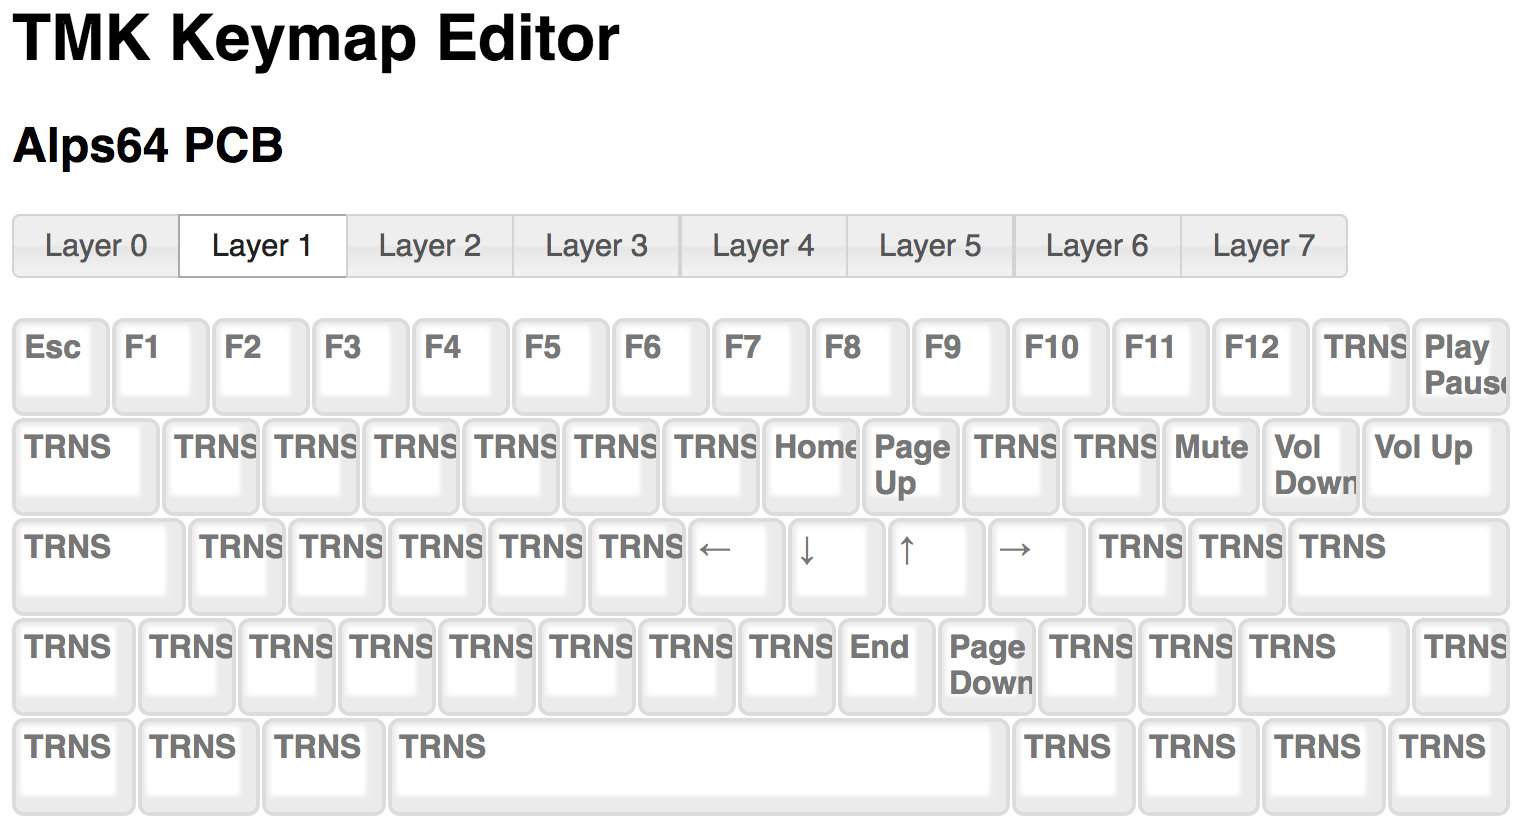 TMK Keymap Editor
Alps64 PCB
Layer 0 Layer 1 Layer 2 Layer 3 Layer 4 Layer 5 Layer 6 Layer 7
Esc F1 F2 F3 F4 F5 F6 F7 F8 F9 F10 F11 F12 TRNS Play
Pause
TRNS TRNS TRNS TRNS TRNS TRNS TRNS Home Page TRNS TRNS Mute Vol Vol Up
Up Down
TRNS TRNS TRNS TRNS TRNS TRNS ← ↓ ↑ → TRNS TRNS TRNS
TRNS TRNS TRNS TRNS TRNS TRNS TRNS TRNS End Page TRNS TRNS TRNS TRNS
Down
TRNS TRNS TRNS TRNS TRNS TRNS TRNS TRNS